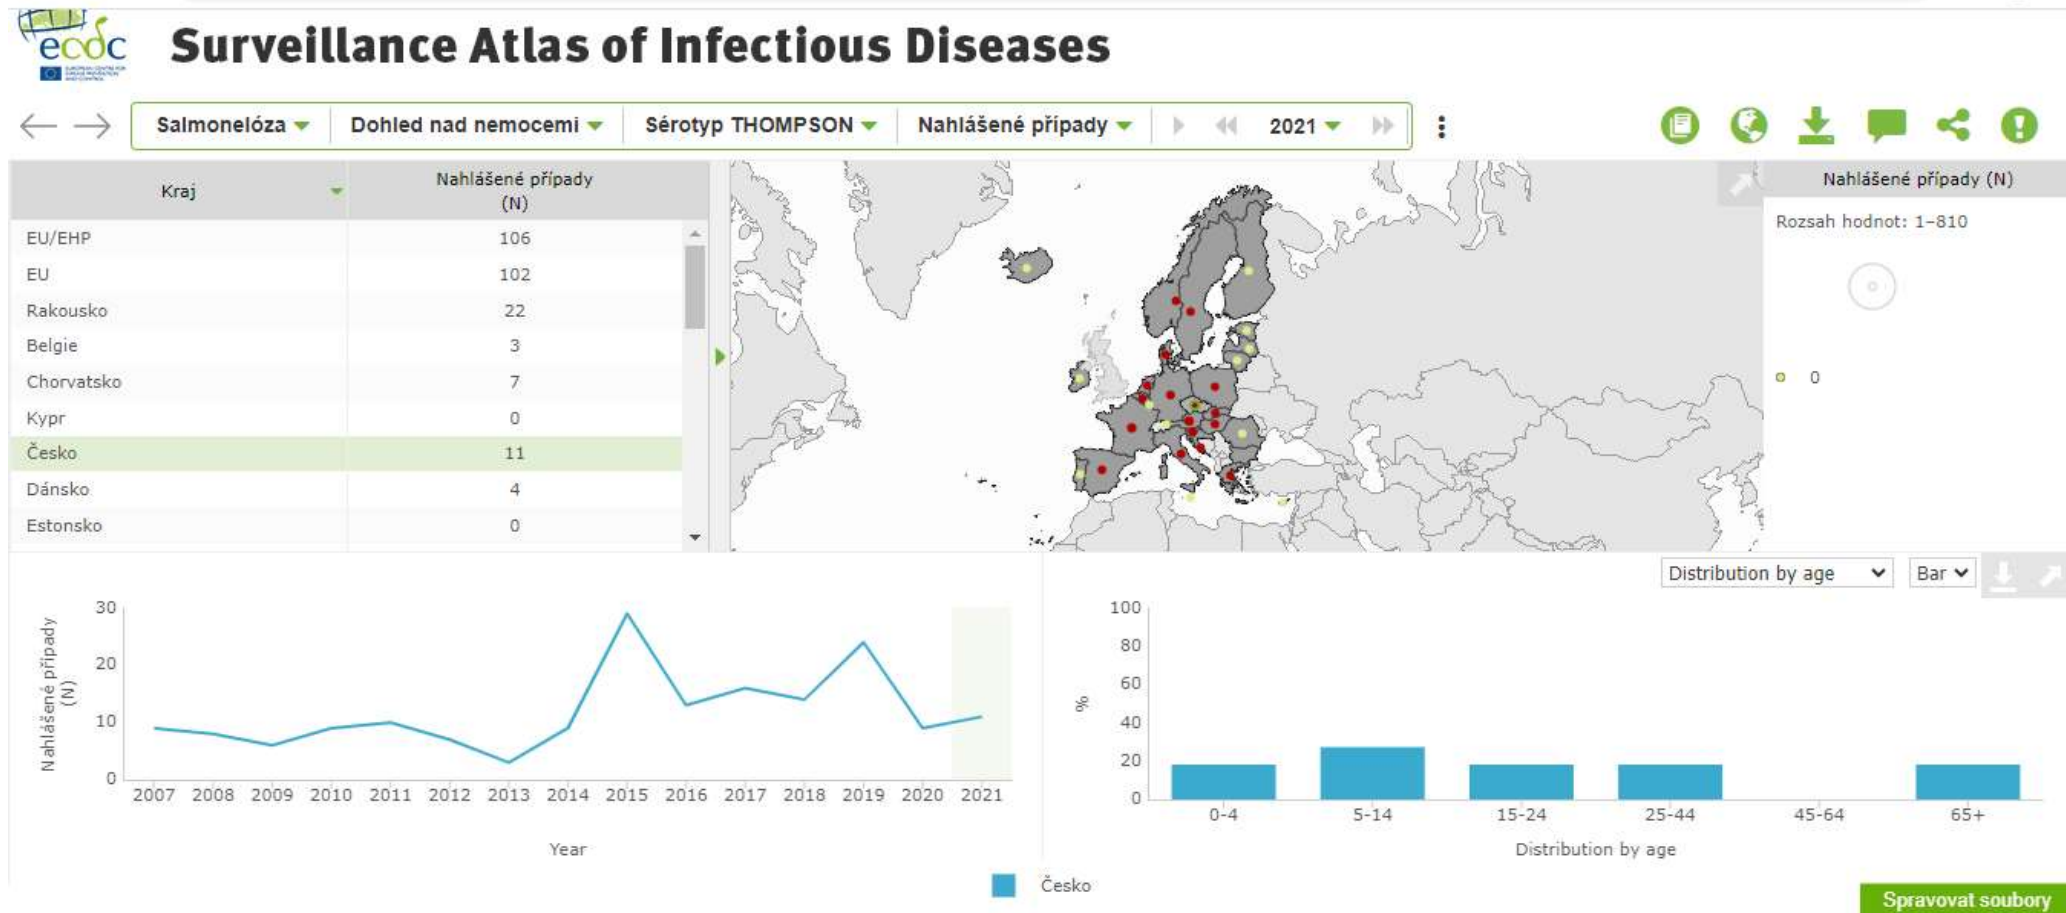 ecdc
Surveillance Atlas of Infectious Diseases
Salmonelóza
Dohled nad nemocemi
Sérotyp THOMPSON
Nahlášené případy
2021
Kraj
Nahlášené případy
(N)
EU/EHP 106
EU 102
Rakousko 22
Belgie 3
Chorvatsko 7
Kypr 0
Česko 11
Dánsko 4
Estonsko 0
Nahlášené případy (N)
Rozsah hodnot: 1–810
0
Nahlášené případy
(N)
30
20
10
0
2007 2008 2009 2010 2011 2012 2013 2014 2015 2016 2017 2018 2019 2020 2021
Year
Distribution by age
Bar
%
100
80
60
40
20
0
0-4 5-14 15-24 25-44 45-64 65+
Distribution by age
Česko
Spravovat soubory